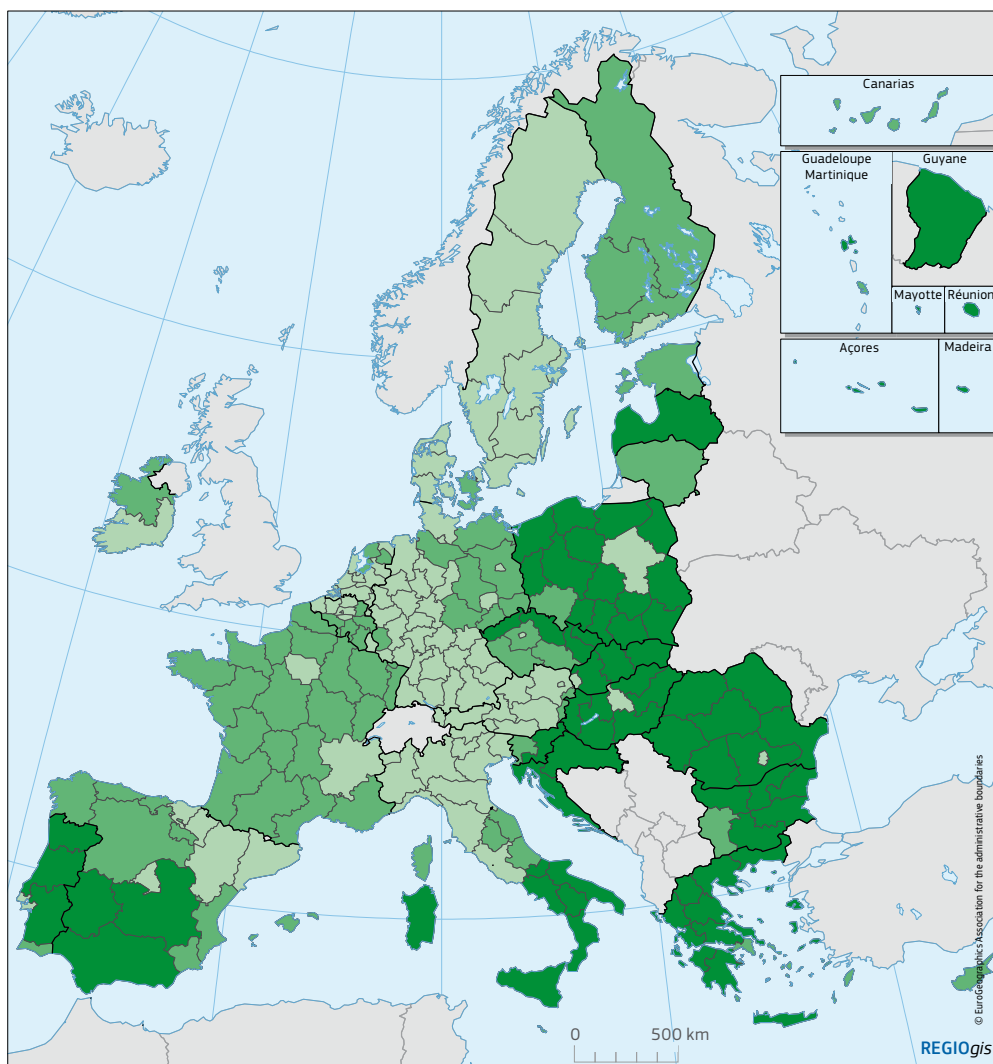 Canarias
Guadeloupe
Martinique
Guyane
Mayotte
Réunion
Açores
Madeira
© EuroGeographics Association for the administrative boundaries
0
500 km
REGIOgis